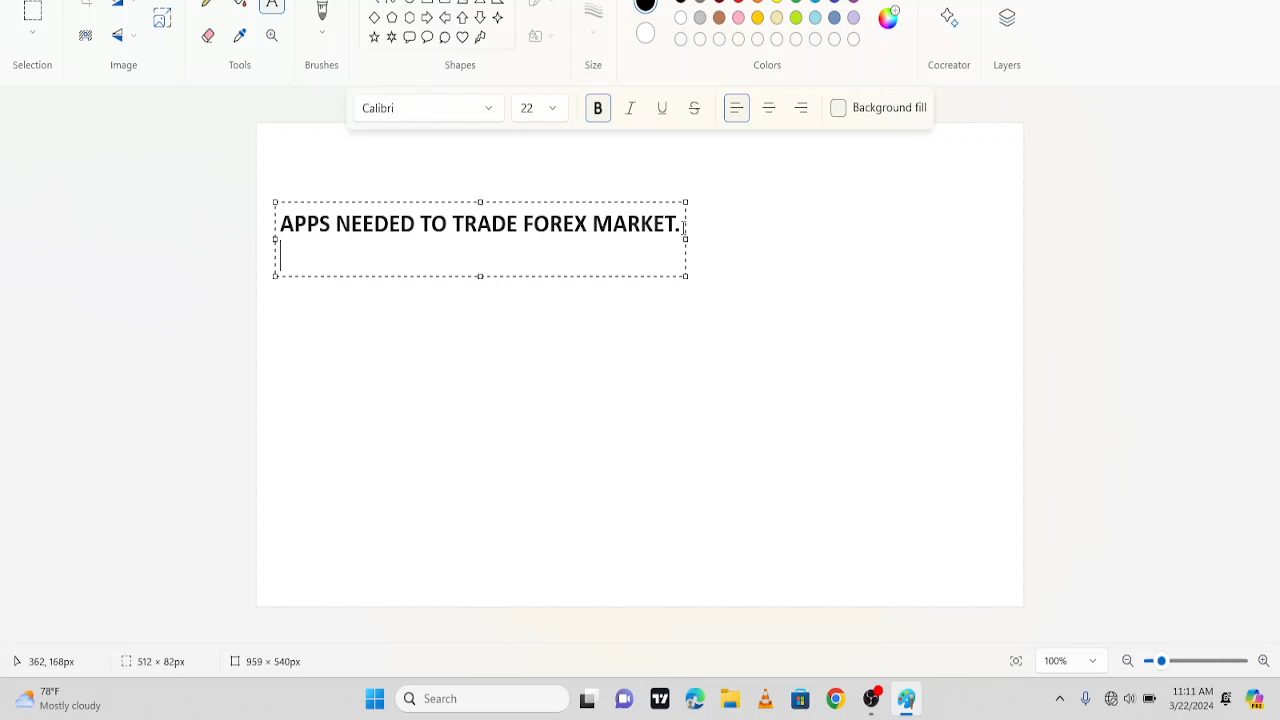 Selection
Image
Tools
Brushes
Shapes
Size
Colors
Cocreator
Layers
Calibri
22
B
I
U
S
Background fill
APPS NEEDED TO TRADE FOREX MARKET.
362, 168px
512 × 82px
959 × 540px
100%
78°F
Mostly cloudy
Search
11:11 AM
3/22/2024